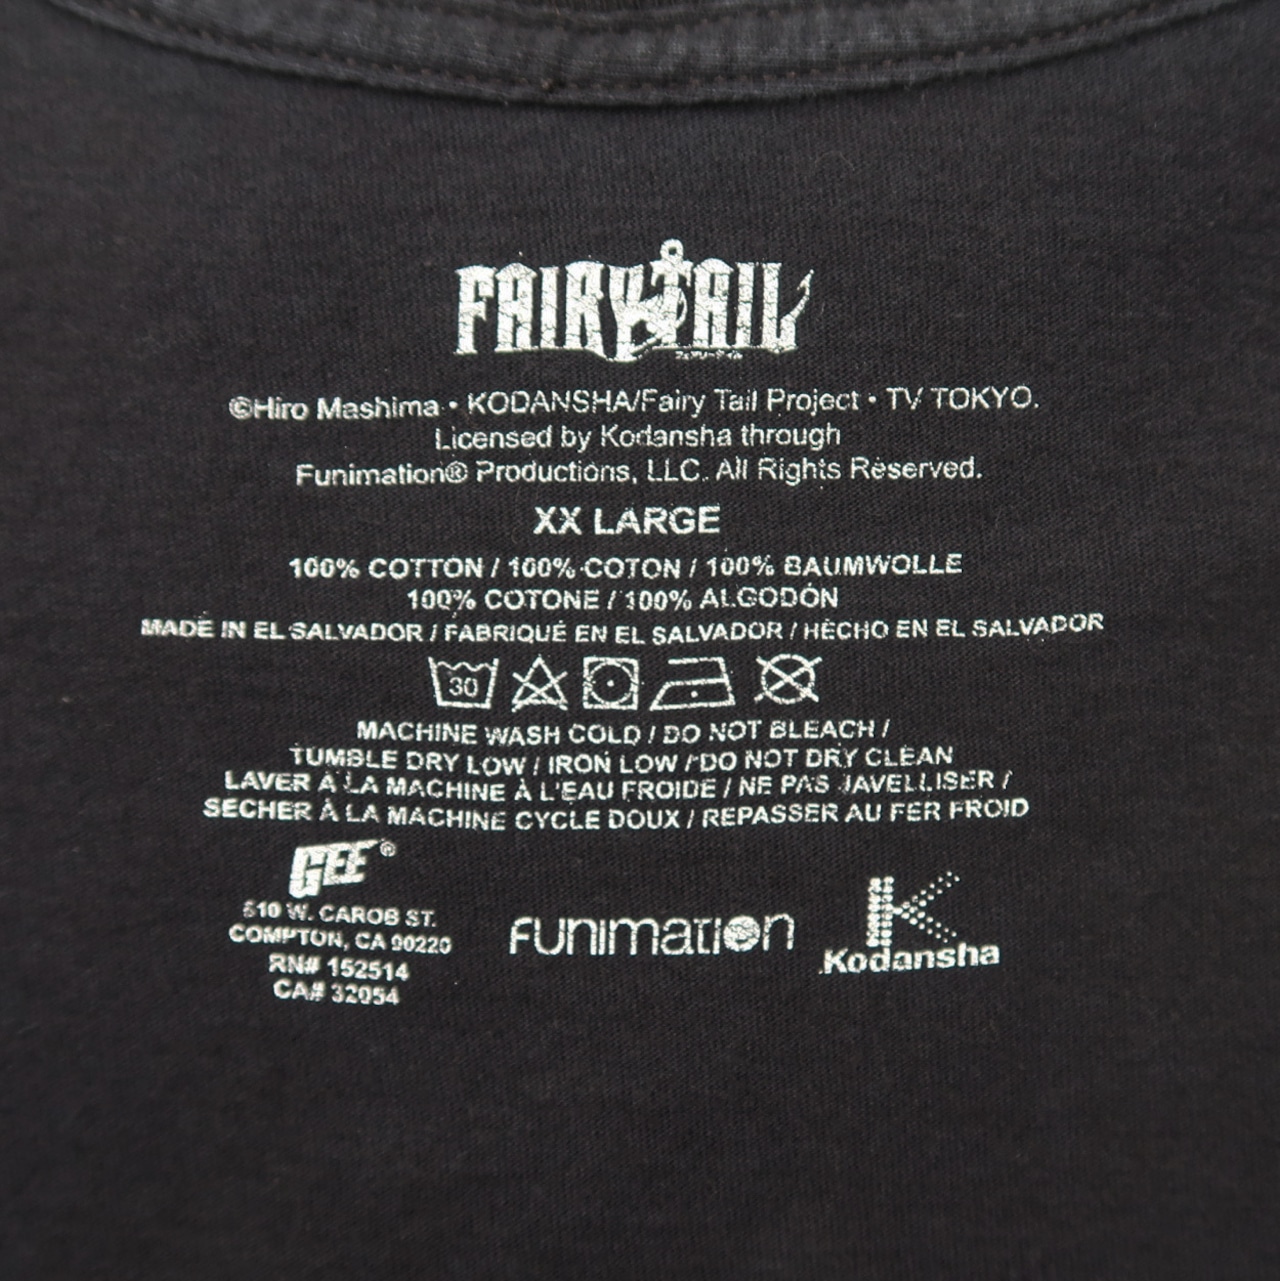 FAIRY TAIL
©Hiro Mashima • KODANSHA/Fairy Tail Project • TV TOKYO.
Licensed by Kodansha through
Funimation® Productions, LLC. All Rights Reserved.
XX LARGE
100% COTTON / 100% COTON / 100% BAUMWOLLE
100% COTONE / 100% ALGODÓN
MADE IN EL SALVADOR / FABRIQUÉ EN EL SALVADOR / HECHO EN EL SALVADOR
30
MACHINE WASH COLD / DO NOT BLEACH /
TUMBLE DRY LOW / IRON LOW / DO NOT DRY CLEAN
LAVER À LA MACHINE À L'EAU FROIDE / NE PAS JAVELLISER /
SECHER À LA MACHINE CYCLE DOUX / REPASSER AU FER FROID
GEE®
610 W. CAROB ST.
COMPTON, CA 90220
RN# 152514
CA# 32054
FUNIMATION
K
Kodansha